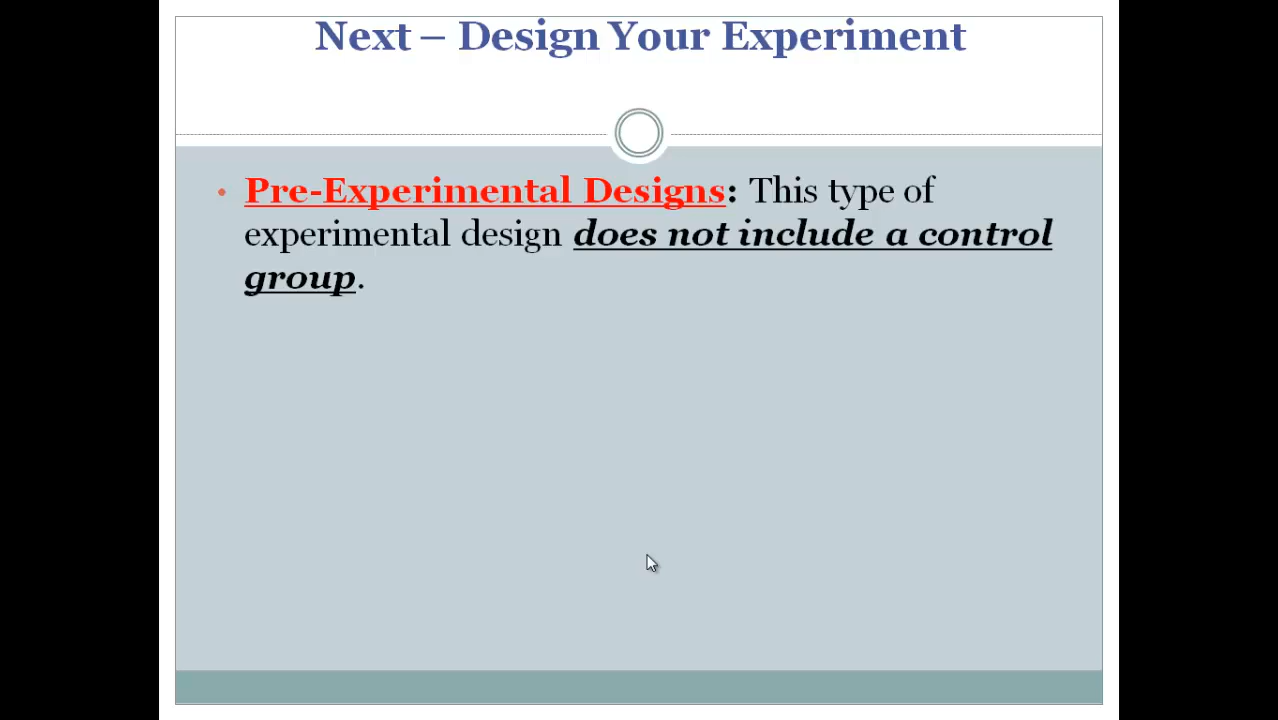 Next – Design Your Experiment
• Pre-Experimental Designs: This type of
experimental design does not include a control
group.